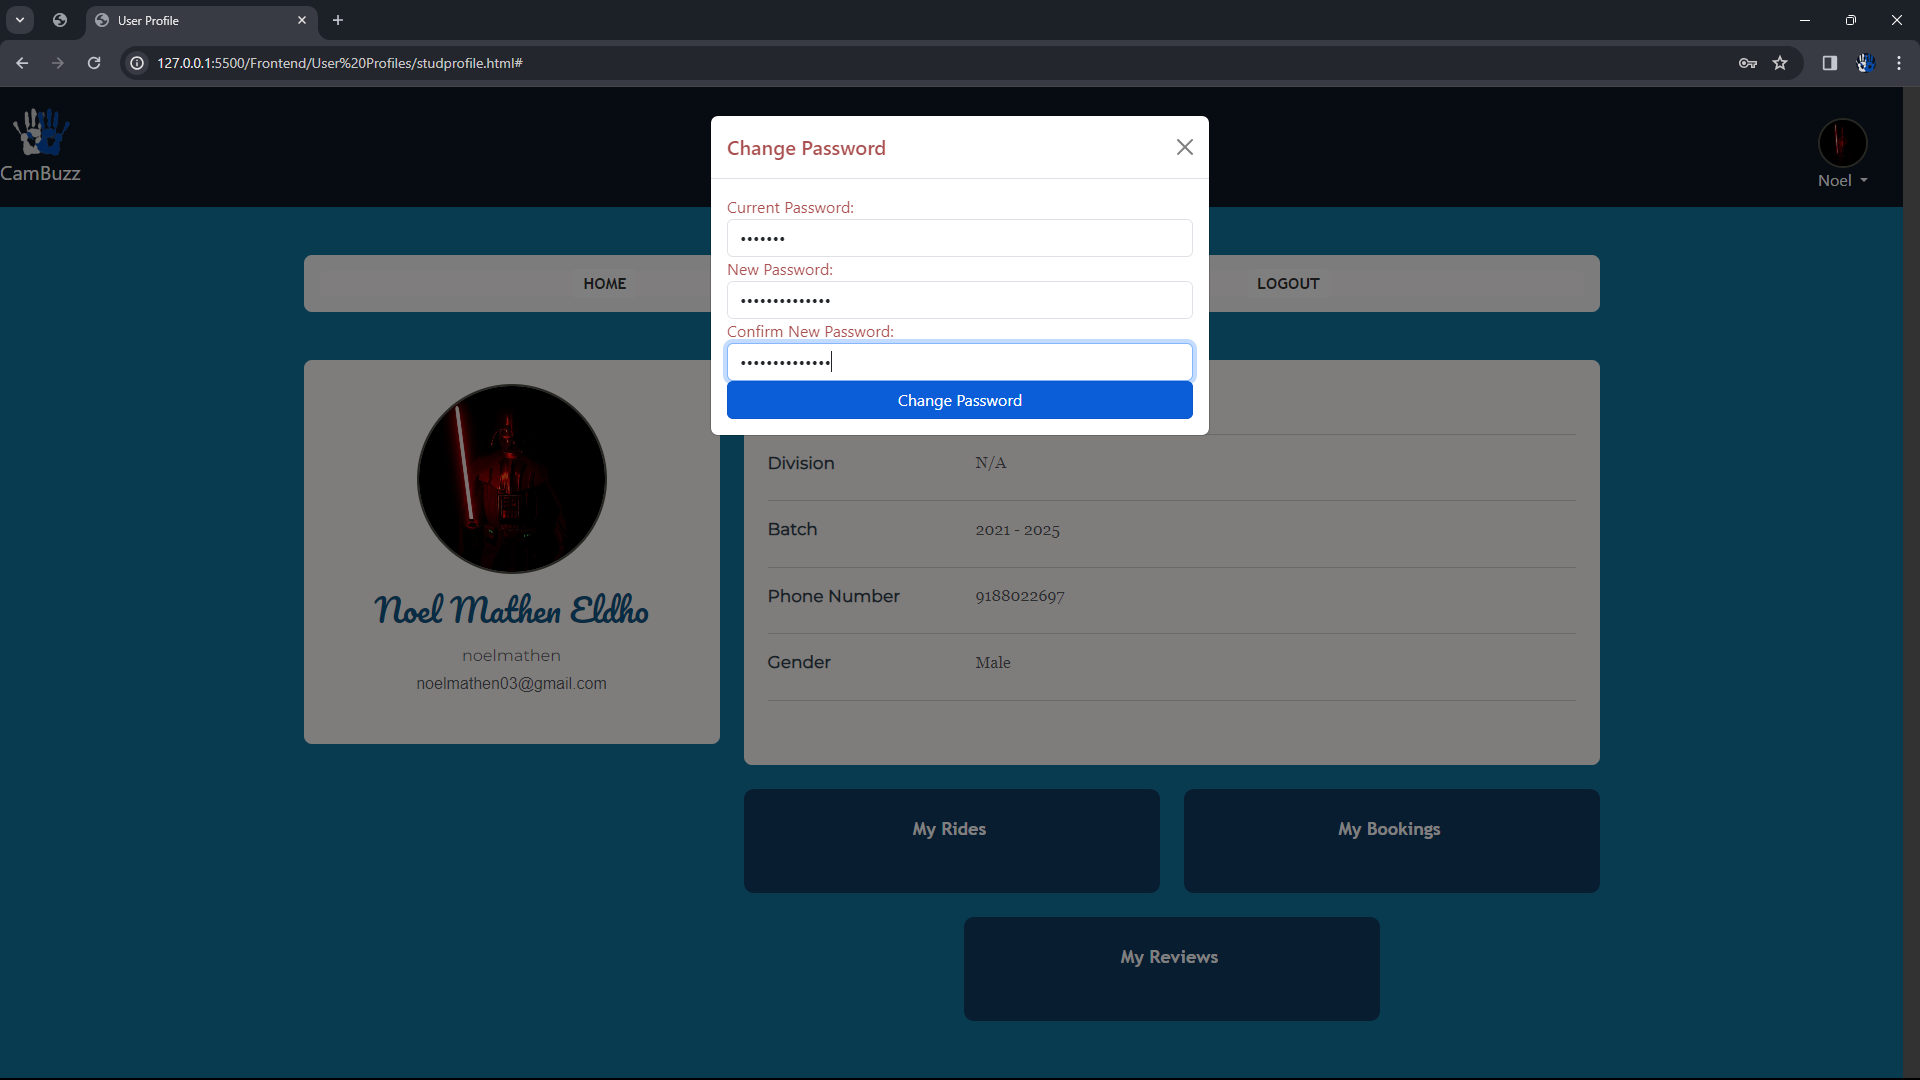 User Profile
127.0.0.1:5500/Frontend/User%20Profiles/studprofile.html#
CamBuzz
Noel
Change Password
Current Password:
•••••••
New Password:
••••••••••••••
Confirm New Password:
••••••••••••••
Change Password
HOME
LOGOUT
Noel Mathen Eldho
noelmathen
noelmathen03@gmail.com
Division N/A
Batch 2021 - 2025
Phone Number 9188022697
Gender Male
My Rides
My Bookings
My Reviews